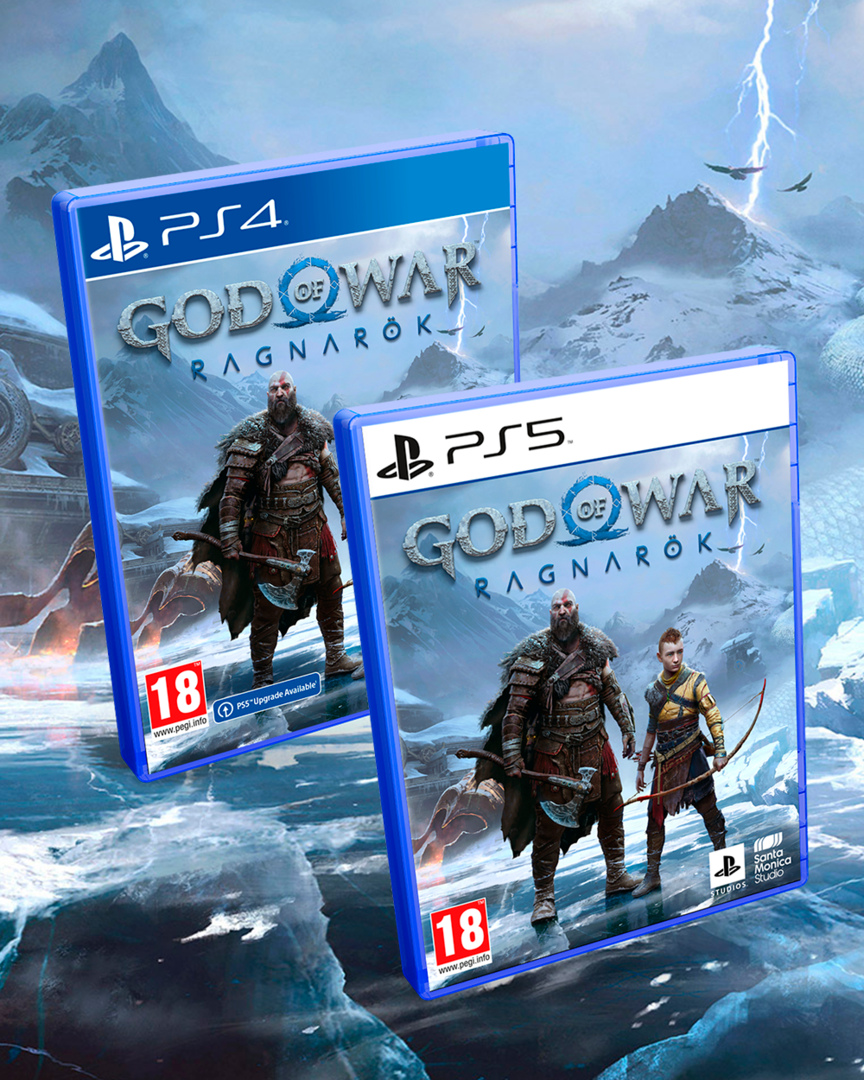 PS4
GOD OF WAR
RAGNARÖK
18
www.pegi.info
PS5™ Upgrade Available
PS5
GOD OF WAR
RAGNARÖK
18
www.pegi.info
STUDIOS
Santa
Monica
Studio